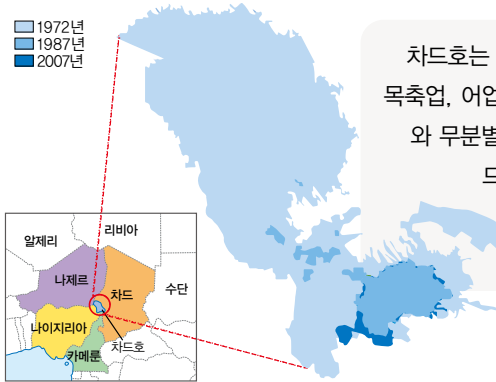 1972년
1987년
2007년
차드호는
목축업, 어업
와 무분별
드
알제리
리비아
나제르
차드
수단
나이지리아
카메룬
차드호